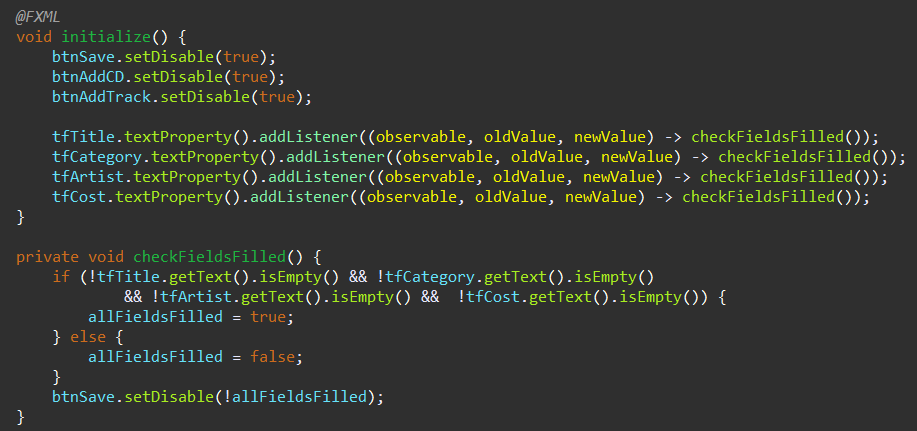 @FXML
void initialize() {
    btnSave.setDisable(true);
    btnAddCD.setDisable(true);
    btnAddTrack.setDisable(true);

    tfTitle.textProperty().addListener((observable, oldValue, newValue) -> checkFieldsFilled());
    tfCategory.textProperty().addListener((observable, oldValue, newValue) -> checkFieldsFilled());
    tfArtist.textProperty().addListener((observable, oldValue, newValue) -> checkFieldsFilled());
    tfCost.textProperty().addListener((observable, oldValue, newValue) -> checkFieldsFilled());
}

private void checkFieldsFilled() {
    if (!tfTitle.getText().isEmpty() && !tfCategory.getText().isEmpty()
            && !tfArtist.getText().isEmpty() &&  !tfCost.getText().isEmpty()) {
        allFieldsFilled = true;
    } else {
        allFieldsFilled = false;
    }
    btnSave.setDisable(!allFieldsFilled);
}